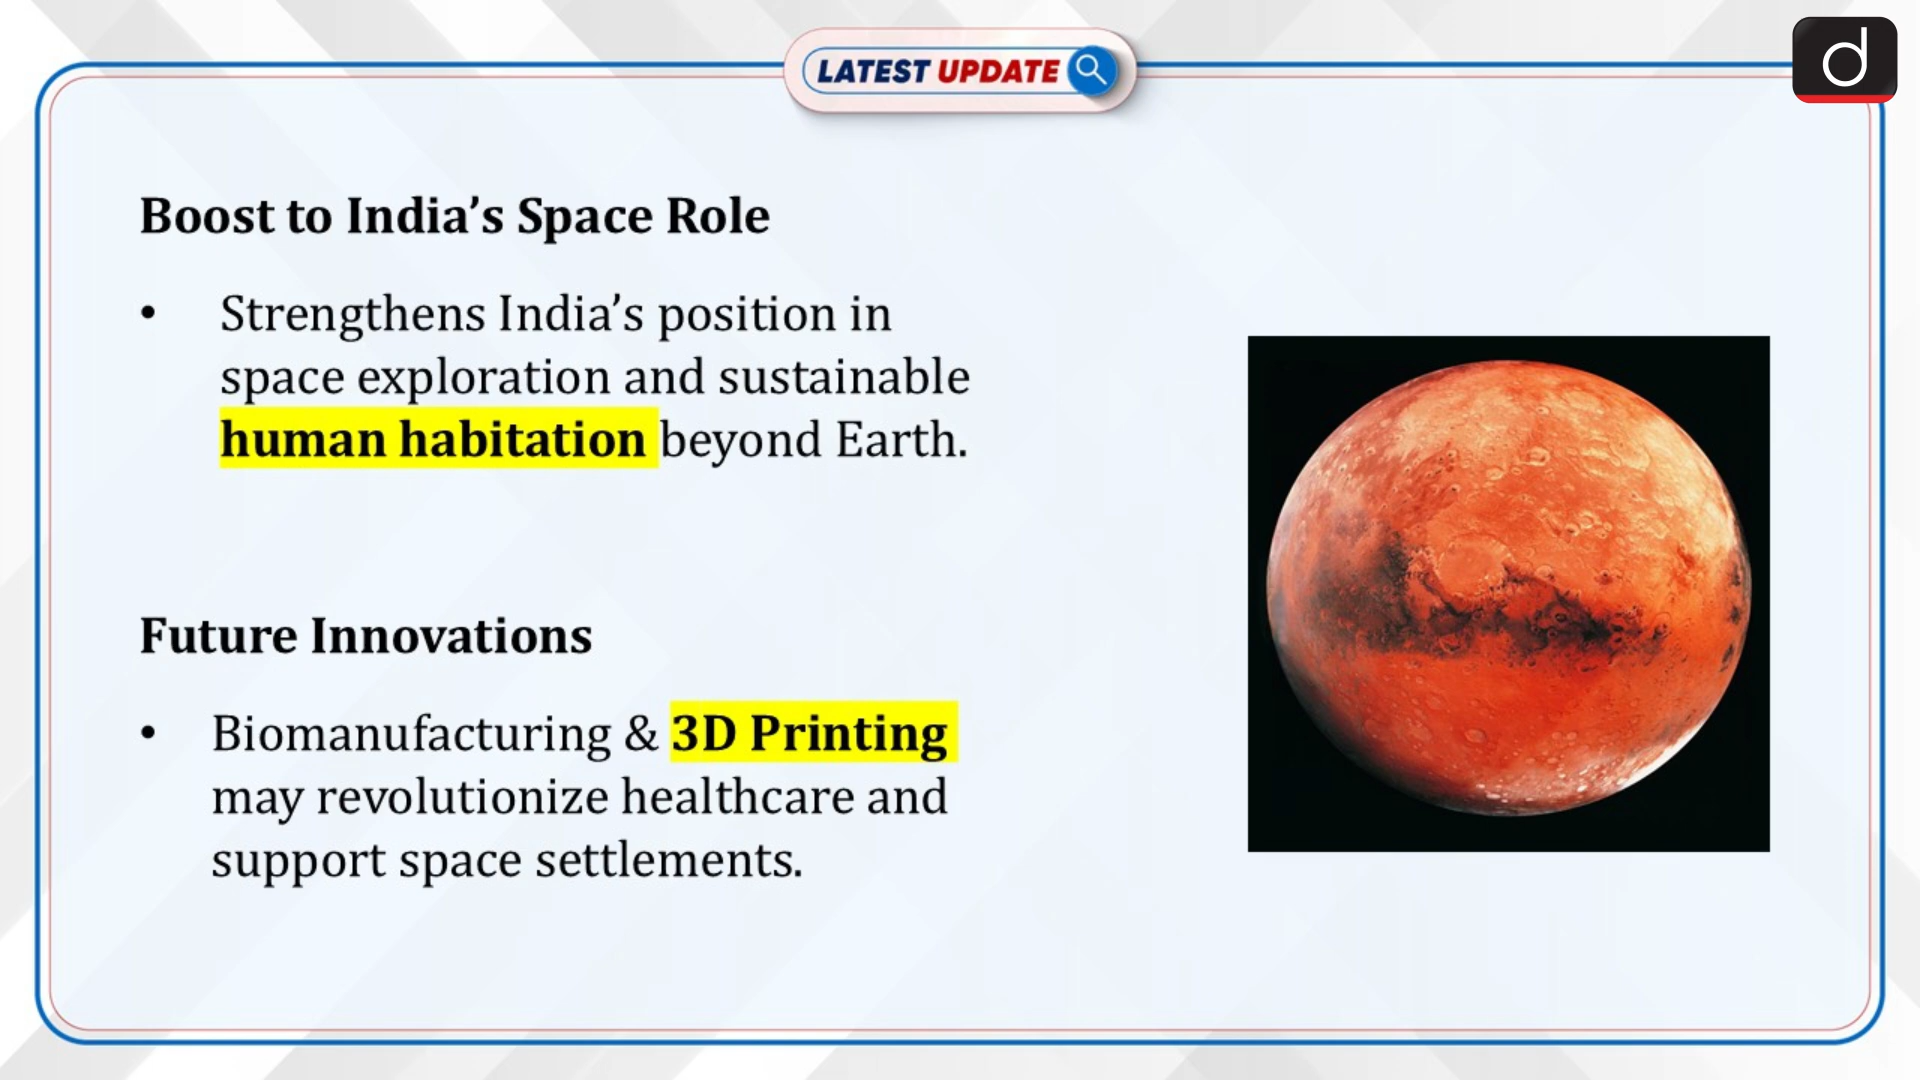 LATEST UPDATE
d
Boost to India’s Space Role
• Strengthens India’s position in
space exploration and sustainable
human habitation beyond Earth.
Future Innovations
• Biomanufacturing & 3D Printing
may revolutionize healthcare and
support space settlements.